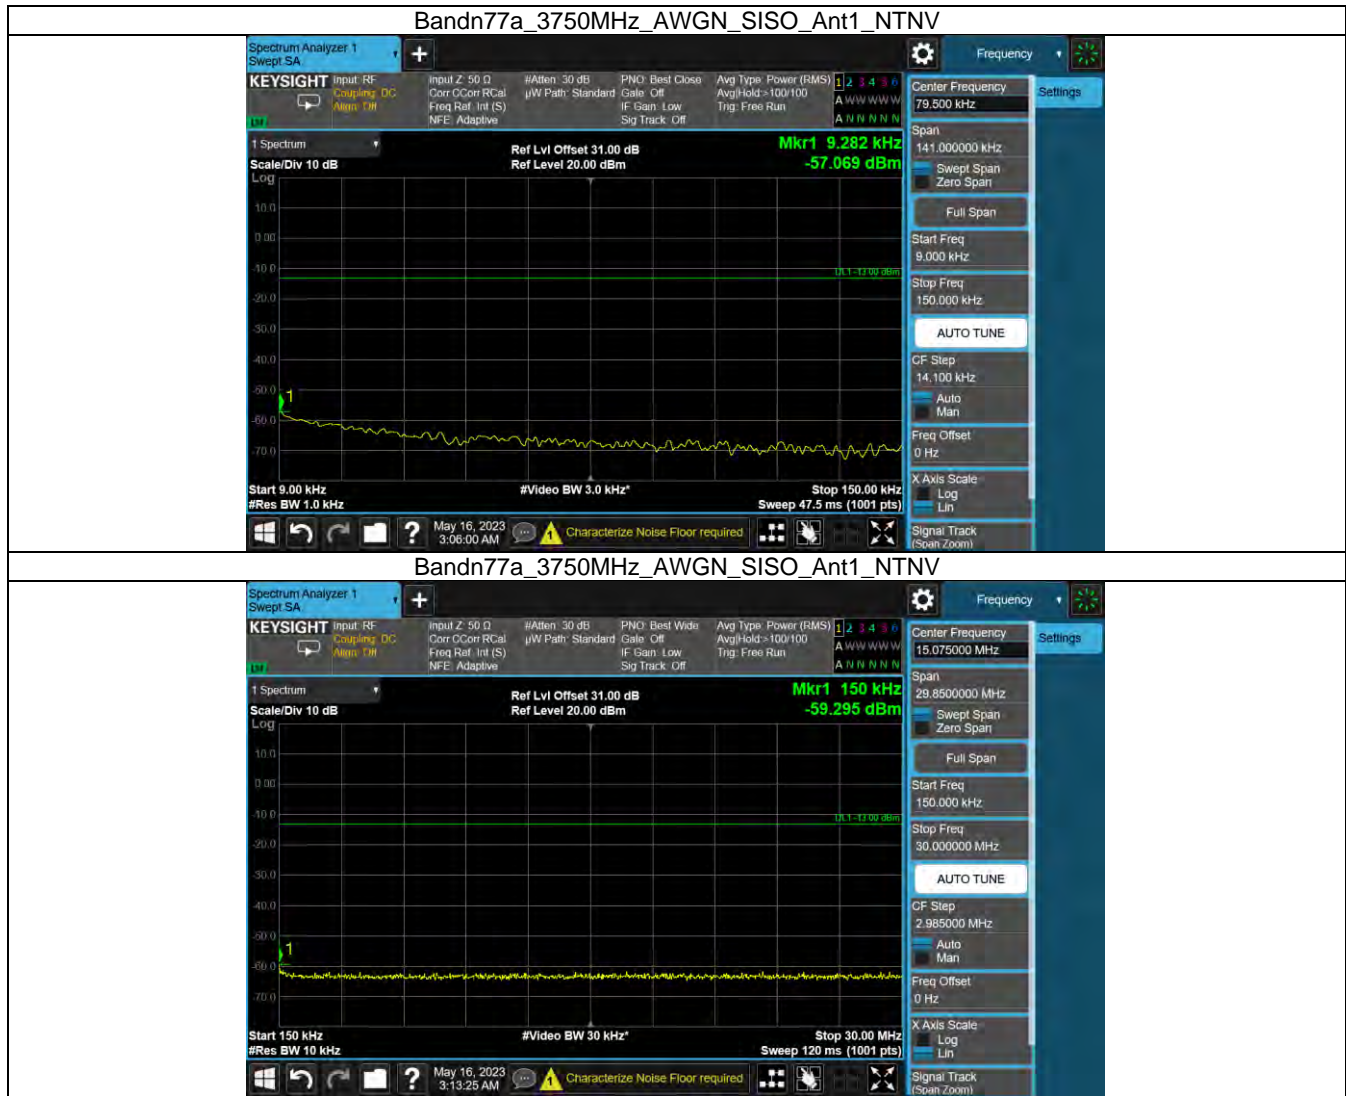 Bandn77a_3750MHz_AWGN_SISO_Ant1_NTNV
Spectrum Analyzer 1
Swept SA
+
Frequency
KEYSIGHT
Input: RF
Coupling: DC
Align: Off
Input Z: 50 Ω
Corr CCorr RCal
Freq Ref: Int (S)
NFE: Adaptive
#Atten: 30 dB
µW Path: Standard
PNO: Best Close
Gate: Off
IF Gain: Low
Sig Track: Off
Avg Type: Power (RMS)
Avg|Hold:>100/100
Trig: Free Run
1 2 3 4 5 6
A W W W W W
A N N N N N
Center Frequency
79.500 kHz
Settings
Span
141.000000 kHz
Swept Span
Zero Span
Full Span
Start Freq
9.000 kHz
Stop Freq
150.000 kHz
AUTO TUNE
CF Step
14.100 kHz
Auto
Man
Freq Offset
0 Hz
X Axis Scale
Log
Lin
Signal Track
(Span Zoom)
1 Spectrum
Scale/Div 10 dB
Log
Ref Lvl Offset 31.00 dB
Ref Level 20.00 dBm
Mkr1 9.282 kHz
-57.069 dBm
10.0
0.00
-10.0
DL1 -13.00 dBm
-20.0
-30.0
-40.0
-50.0
1
-60.0
-70.0
Start 9.00 kHz
#Res BW 1.0 kHz
#Video BW 3.0 kHz*
Stop 150.00 kHz
Sweep 47.5 ms (1001 pts)
?
May 16, 2023
3:06:00 AM
Characterize Noise Floor required
Bandn77a_3750MHz_AWGN_SISO_Ant1_NTNV
Spectrum Analyzer 1
Swept SA
+
Frequency
KEYSIGHT
Input: RF
Coupling: DC
Align: Off
Input Z: 50 Ω
Corr CCorr RCal
Freq Ref: Int (S)
NFE: Adaptive
#Atten: 30 dB
µW Path: Standard
PNO: Best Wide
Gate: Off
IF Gain: Low
Sig Track: Off
Avg Type: Power (RMS)
Avg|Hold:>100/100
Trig: Free Run
1 2 3 4 5 6
A W W W W W
A N N N N N
Center Frequency
15.075000 MHz
Settings
Span
29.8500000 MHz
Swept Span
Zero Span
Full Span
Start Freq
150.000 kHz
Stop Freq
30.000000 MHz
AUTO TUNE
CF Step
2.985000 MHz
Auto
Man
Freq Offset
0 Hz
X Axis Scale
Log
Lin
Signal Track
(Span Zoom)
1 Spectrum
Scale/Div 10 dB
Log
Ref Lvl Offset 31.00 dB
Ref Level 20.00 dBm
Mkr1 150 kHz
-59.295 dBm
10.0
0.00
-10.0
DL1 -13.00 dBm
-20.0
-30.0
-40.0
-50.0
1
-60.0
-70.0
Start 150 kHz
#Res BW 10 kHz
#Video BW 30 kHz*
Stop 30.00 MHz
Sweep 120 ms (1001 pts)
?
May 16, 2023
3:13:25 AM
Characterize Noise Floor required